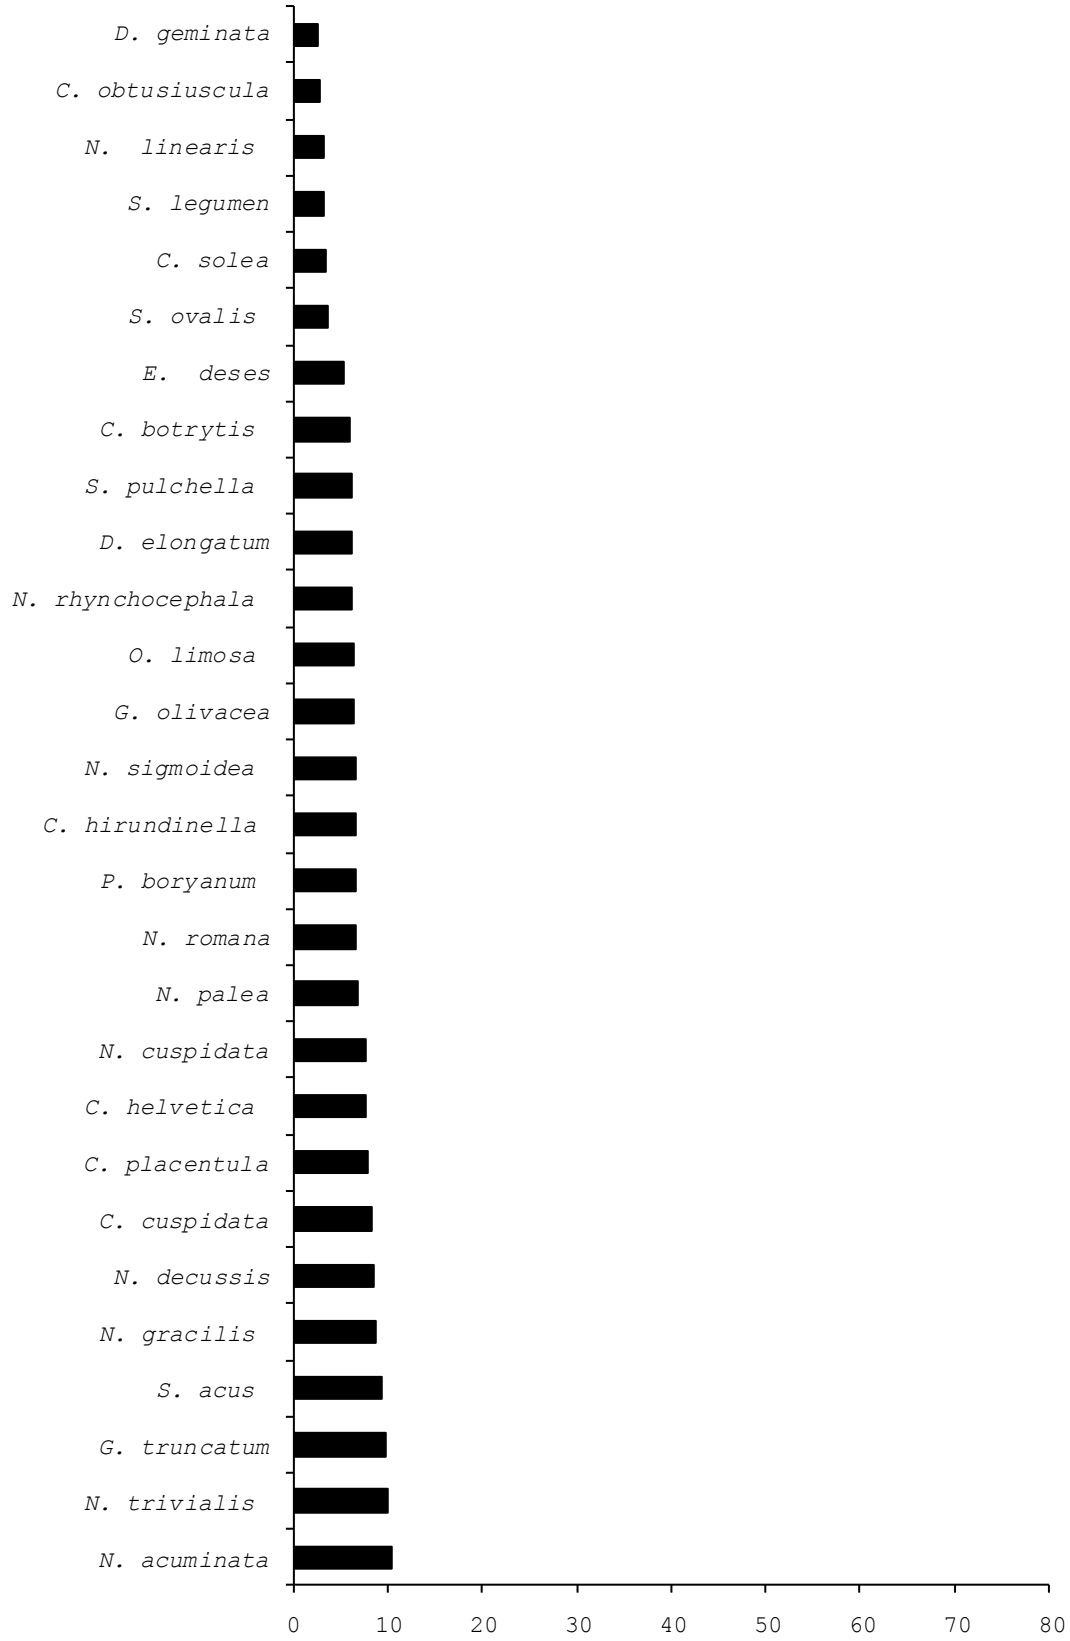 D. geminata
C. obtusiuscula
N. linearis
S. legumen
C. solea
S. ovalis
E. deses
C. botrytis
S. pulchella
D. elongatum
N. rhynchocephala
O. limosa
G. olivacea
N. sigmoidea
C. hirundinella
P. boryanum
N. romana
N. palea
N. cuspidata
C. helvetica
C. placentula
C. cuspidata
N. decussis
N. gracilis
S. acus
G. truncatum
N. trivialis
N. acuminata
0 10 20 30 40 50 60 70 80